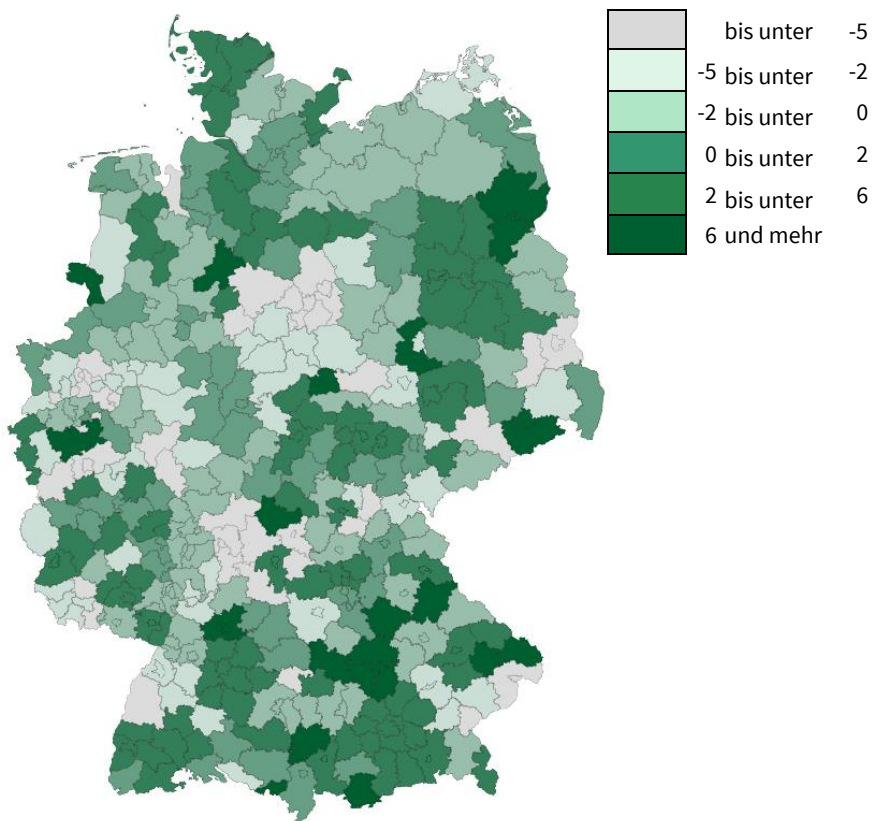 bis unter -5
-5 bis unter -2
-2 bis unter 0
0 bis unter 2
2 bis unter 6
6 und mehr